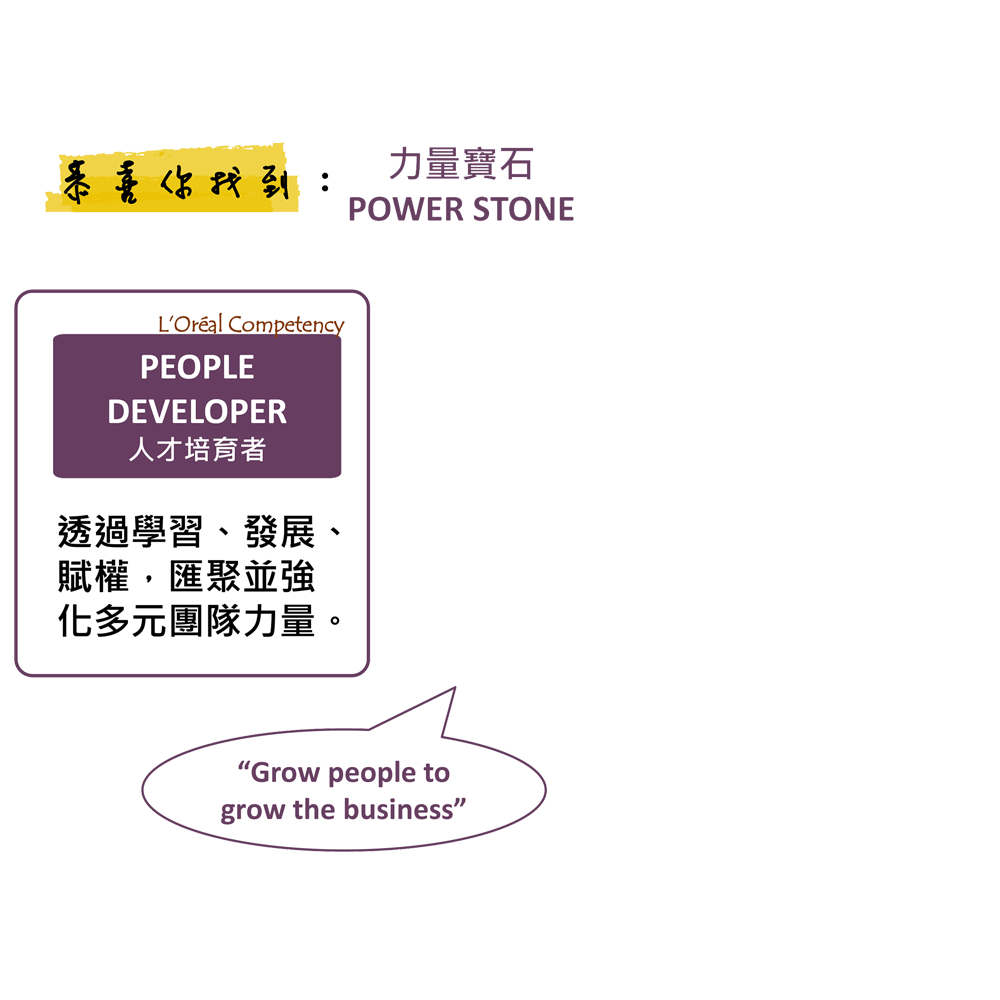 恭喜你找到：
力量寶石
POWER STONE
L’Oréal Competency
PEOPLE
DEVELOPER
人才培育者
透過學習、發展、
賦權，匯聚並強
化多元團隊力量。
“Grow people to
grow the business”